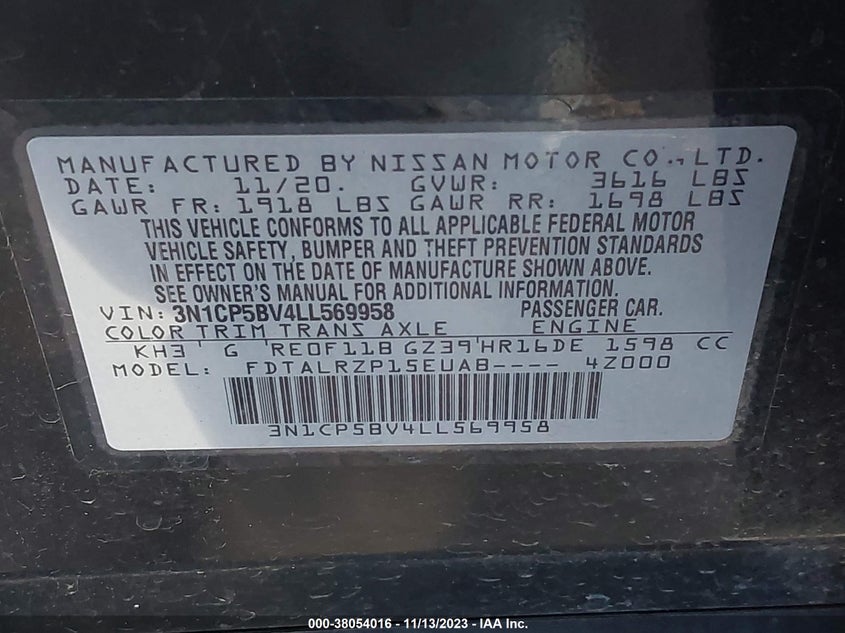 MANUFACTURED BY NISSAN MOTOR CO.,LTD.
DATE: 11/20. GVWR: 3616 LBS
GAWR FR: 1918 LBS GAWR RR: 1698 LBS
THIS VEHICLE CONFORMS TO ALL APPLICABLE FEDERAL MOTOR
VEHICLE SAFETY, BUMPER AND THEFT PREVENTION STANDARDS
IN EFFECT ON THE DATE OF MANUFACTURE SHOWN ABOVE.
SEE OWNER'S MANUAL FOR ADDITIONAL INFORMATION.
VIN: 3N1CP5BV4LL569958 PASSENGER CAR.
COLOR TRIM TRANS AXLE ENGINE
KH3 ' G 'RE0F11B GZ39'HR16DE 1598 CC
MODEL: FDTALRZP15EUAB---- 4Z000
3N1CP5BV4LL569958
000-38054016 - 11/13/2023 - IAA Inc.